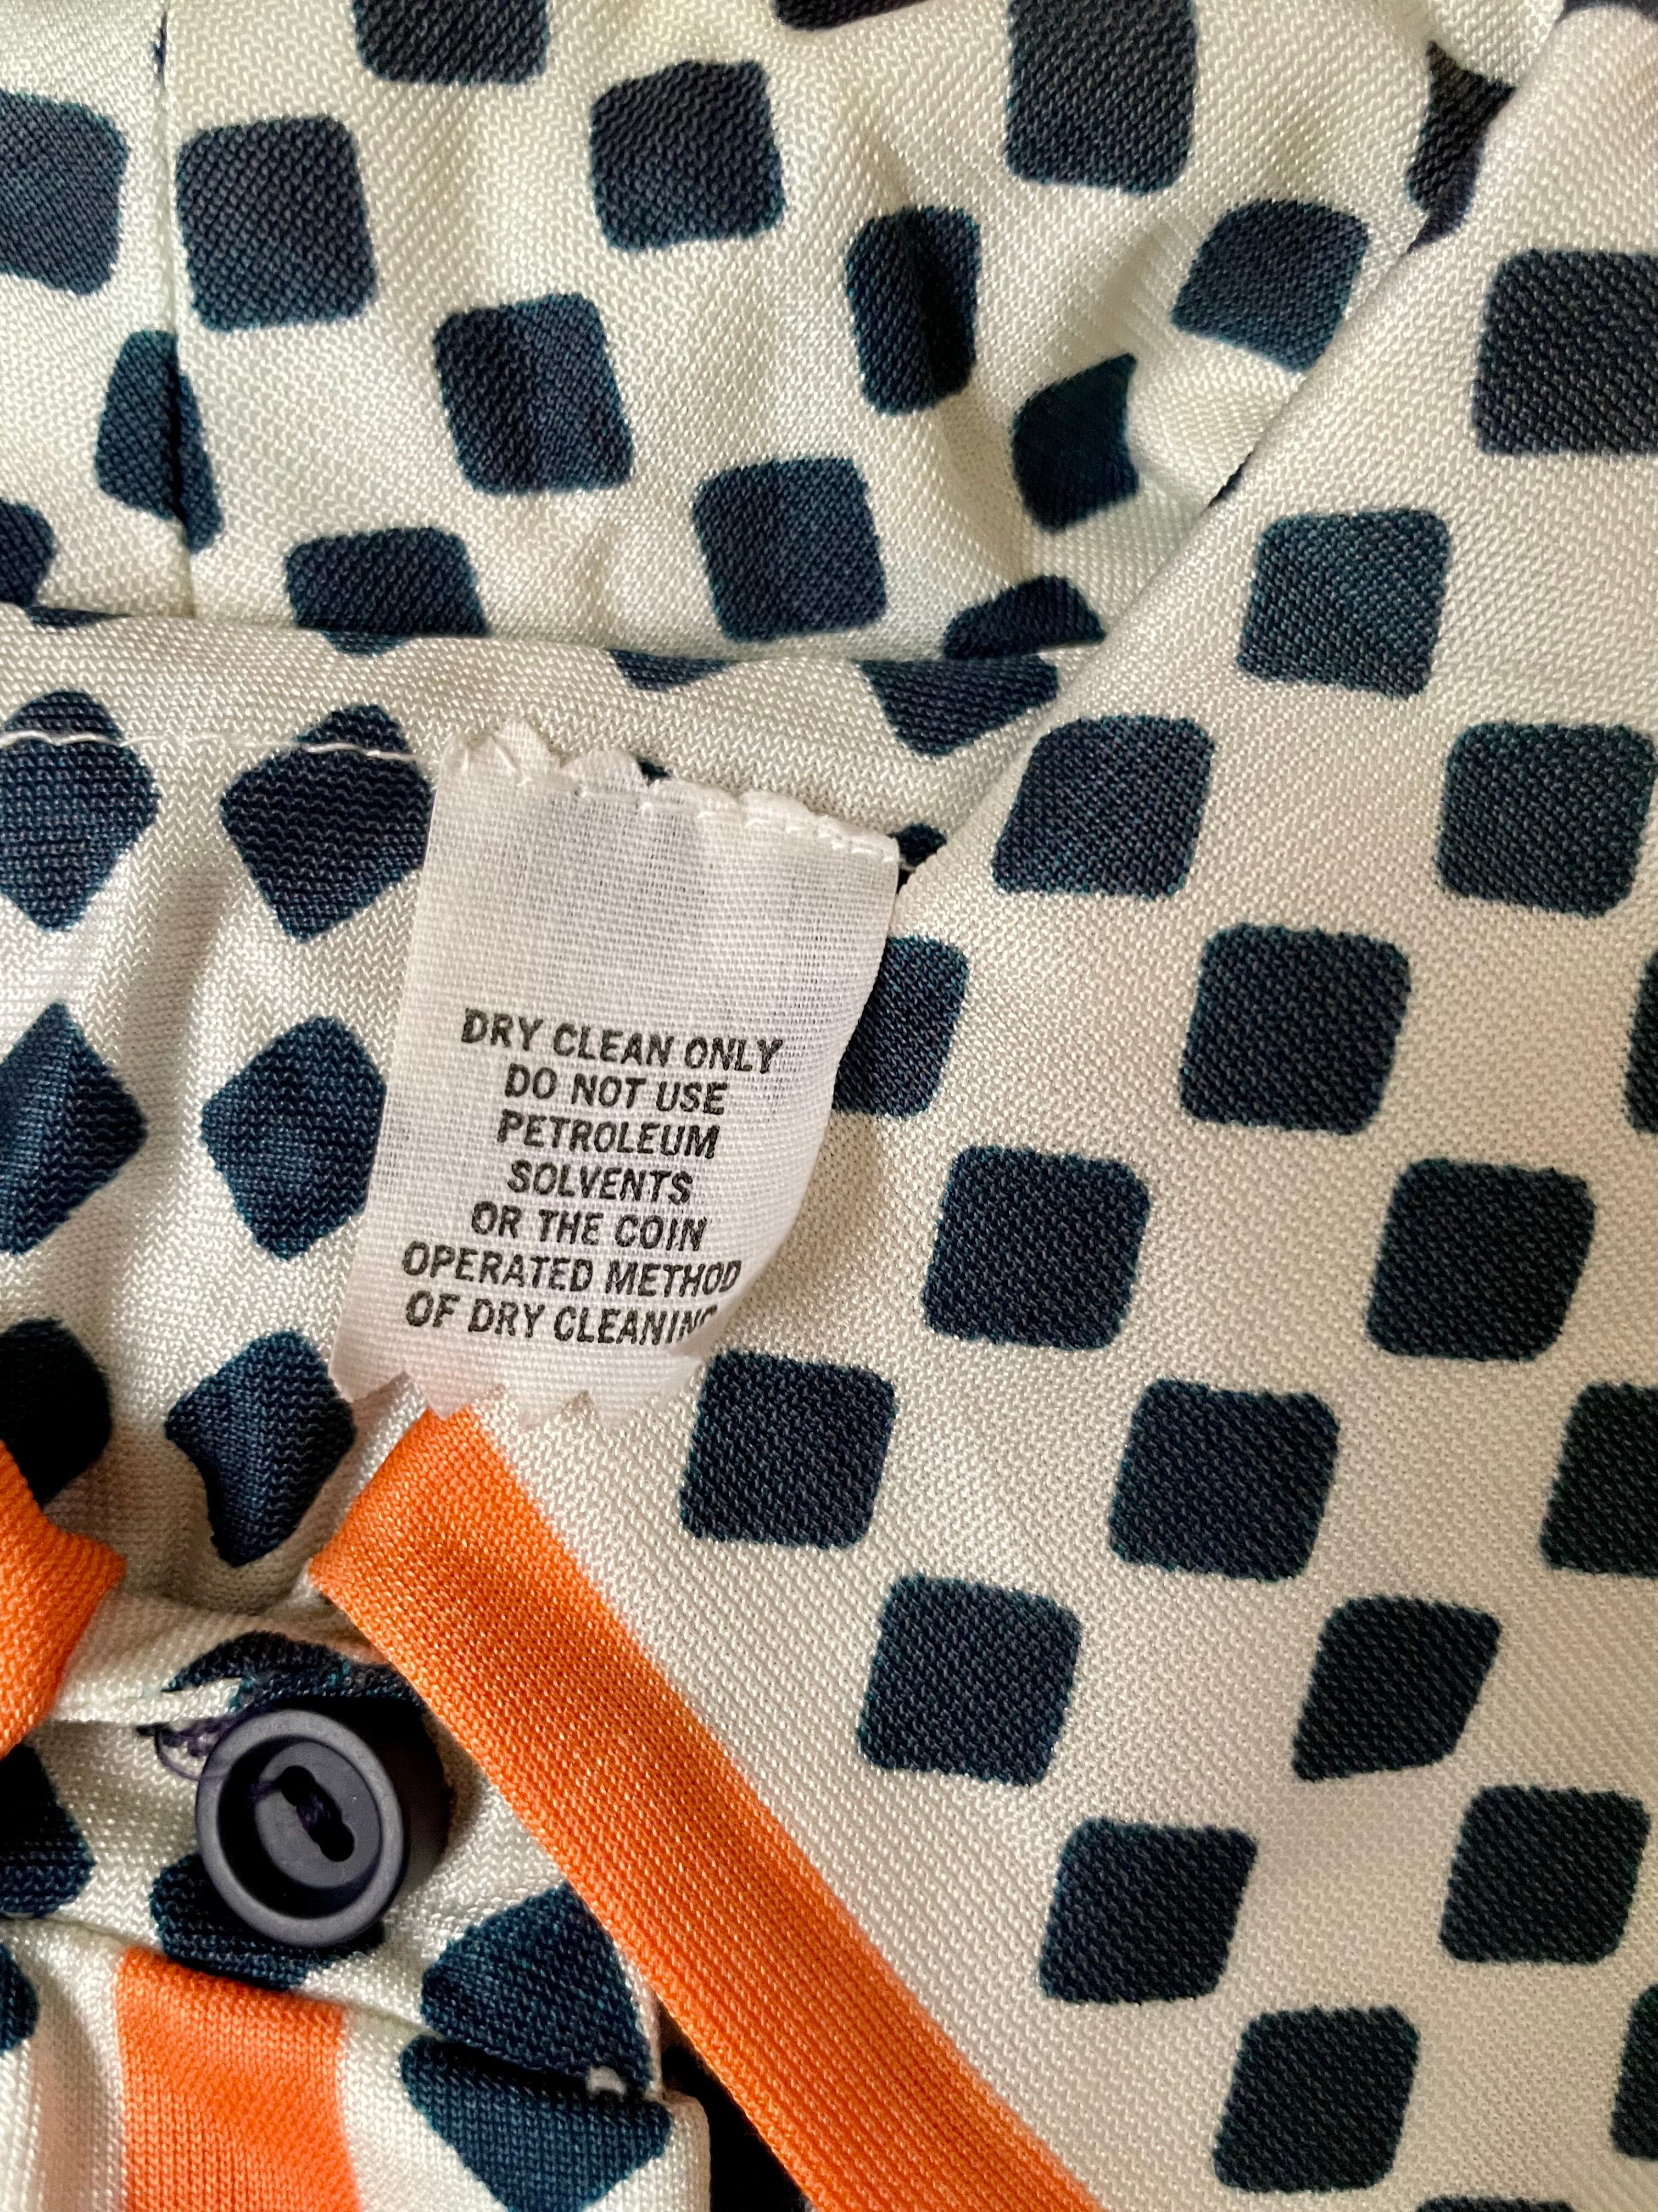 DRY CLEAN ONLY
DO NOT USE
PETROLEUM
SOLVENTS
OR THE COIN
OPERATED METHOD
OF DRY CLEANING